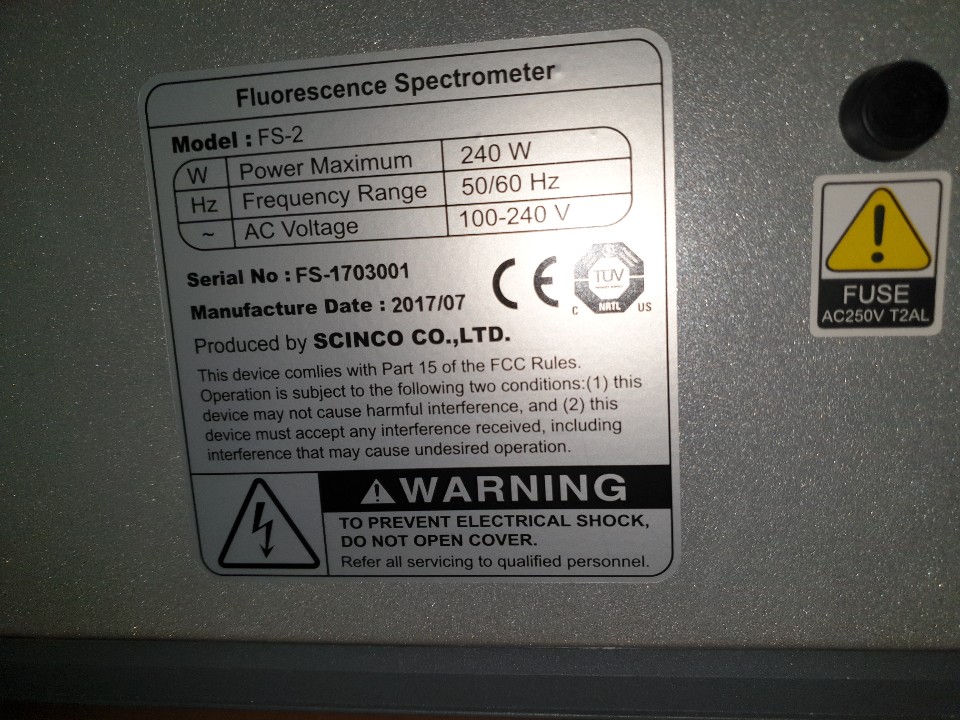 Fluorescence Spectrometer
Model : FS-2
W Power Maximum 240 W
Hz Frequency Range 50/60 Hz
~ AC Voltage 100-240 V
Serial No : FS-1703001
Manufacture Date : 2017/07
CE
TÜV
C NRTL US
Produced by SCINCO CO.,LTD.
This device comlies with Part 15 of the FCC Rules.
Operation is subject to the following two conditions:(1) this
device may not cause harmful interference, and (2) this
device must accept any interference received, including
interference that may cause undesired operation.
WARNING
TO PREVENT ELECTRICAL SHOCK,
DO NOT OPEN COVER.
Refer all servicing to qualified personnel.
FUSE
AC250V T2AL